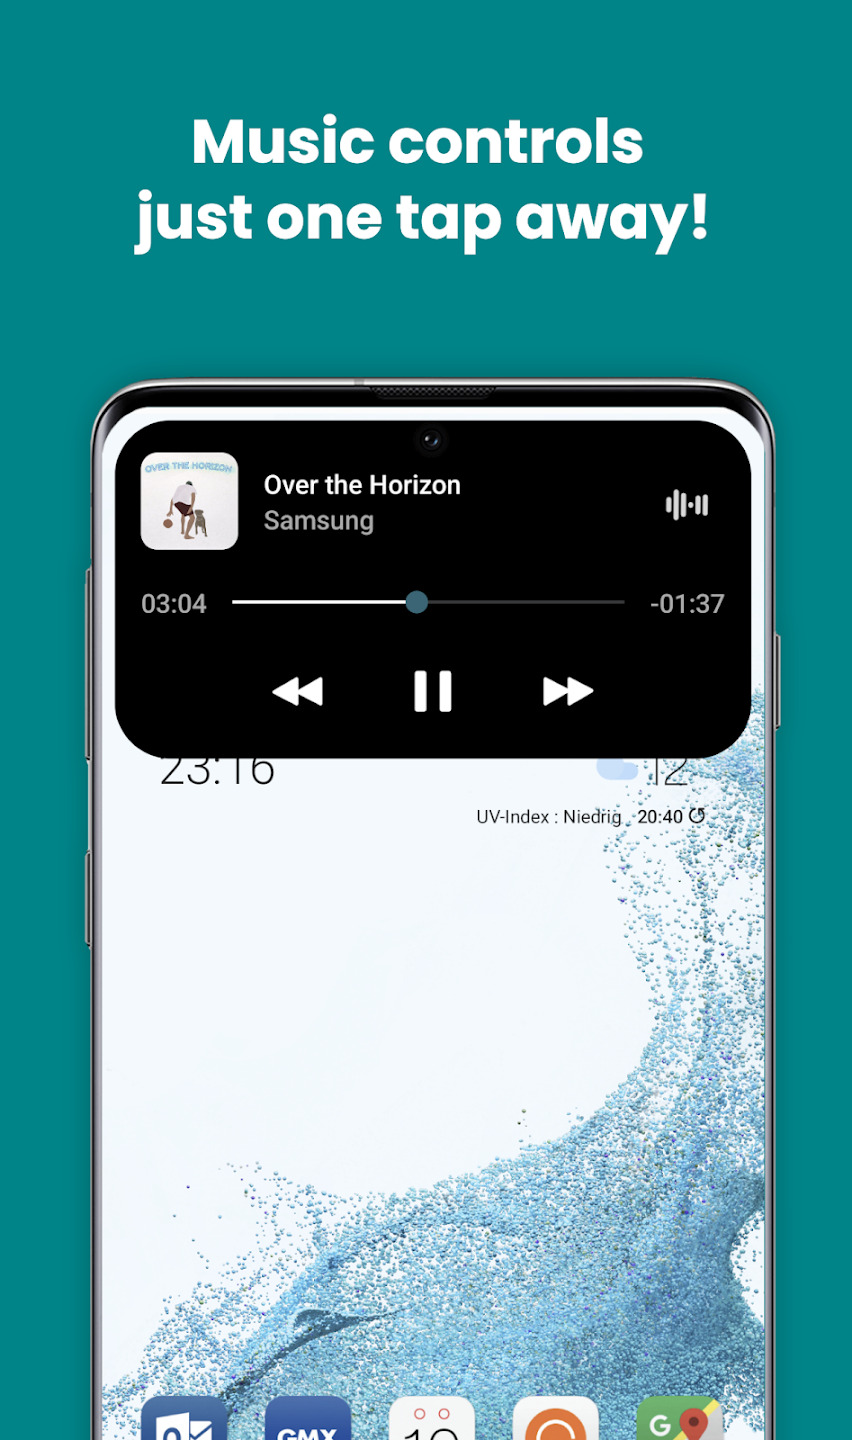 Music controls
just one tap away!
OVER THE HORIZON
Over the Horizon
Samsung
03:04
-01:37
23:16
12
UV-Index : Niedrig
20:40
GMX
G